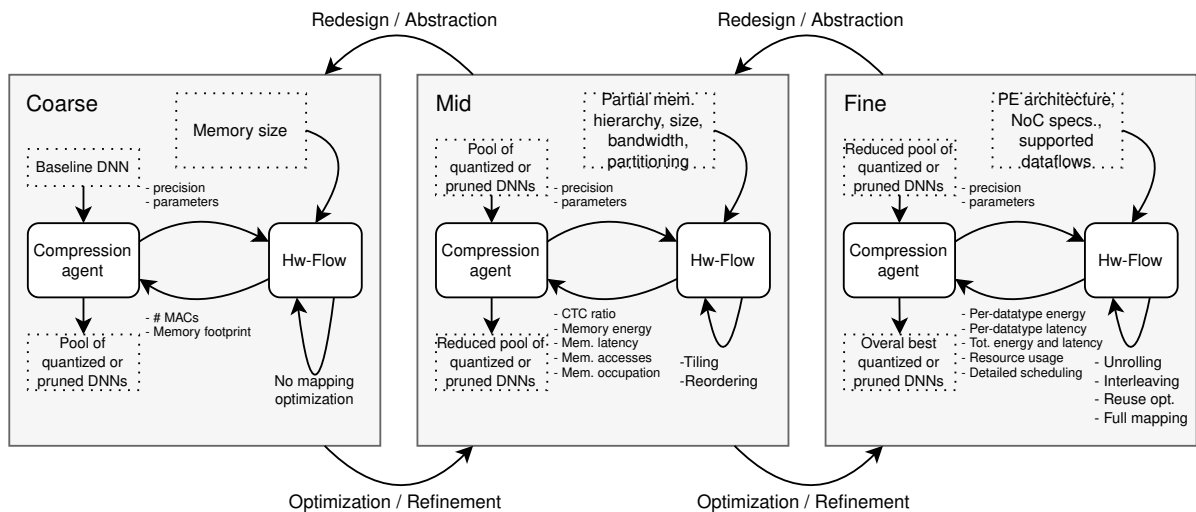 Redesign / Abstraction
Redesign / Abstraction
Coarse
Memory size
Baseline DNN
- precision
- parameters
Compression
agent
Hw-Flow
- # MACs
- Memory footprint
Pool of
quantized or
pruned DNNs
No mapping
optimization
Mid
Partial mem.
hierarchy, size,
bandwidth,
partitioning
Pool of
quantized or
pruned DNNs
- precision
- parameters
Compression
agent
Hw-Flow
- CTC ratio
- Memory energy
- Mem. latency
- Mem. accesses
- Mem. occupation
Reduced pool of
quantized or
pruned DNNs
-Tiling
-Reordering
Fine
PE architecture,
NoC specs.,
supported
dataflows
Reduced pool of
quantized or
pruned DNNs
- precision
- parameters
Compression
agent
Hw-Flow
- Per-datatype energy
- Per-datatype latency
- Tot. energy and latency
- Resource usage
- Detailed scheduling
Overal best
quantized or
pruned DNNs
- Unrolling
- Interleaving
- Reuse opt.
- Full mapping
Optimization / Refinement
Optimization / Refinement